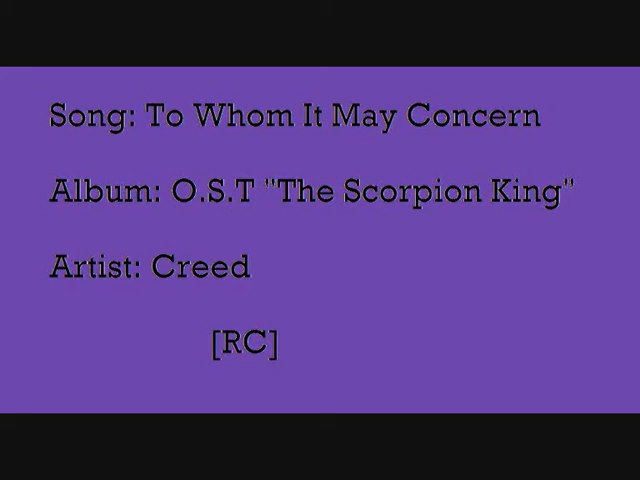 Song: To Whom It May Concern
Album: O.S.T "The Scorpion King"
Artist: Creed
[RC]